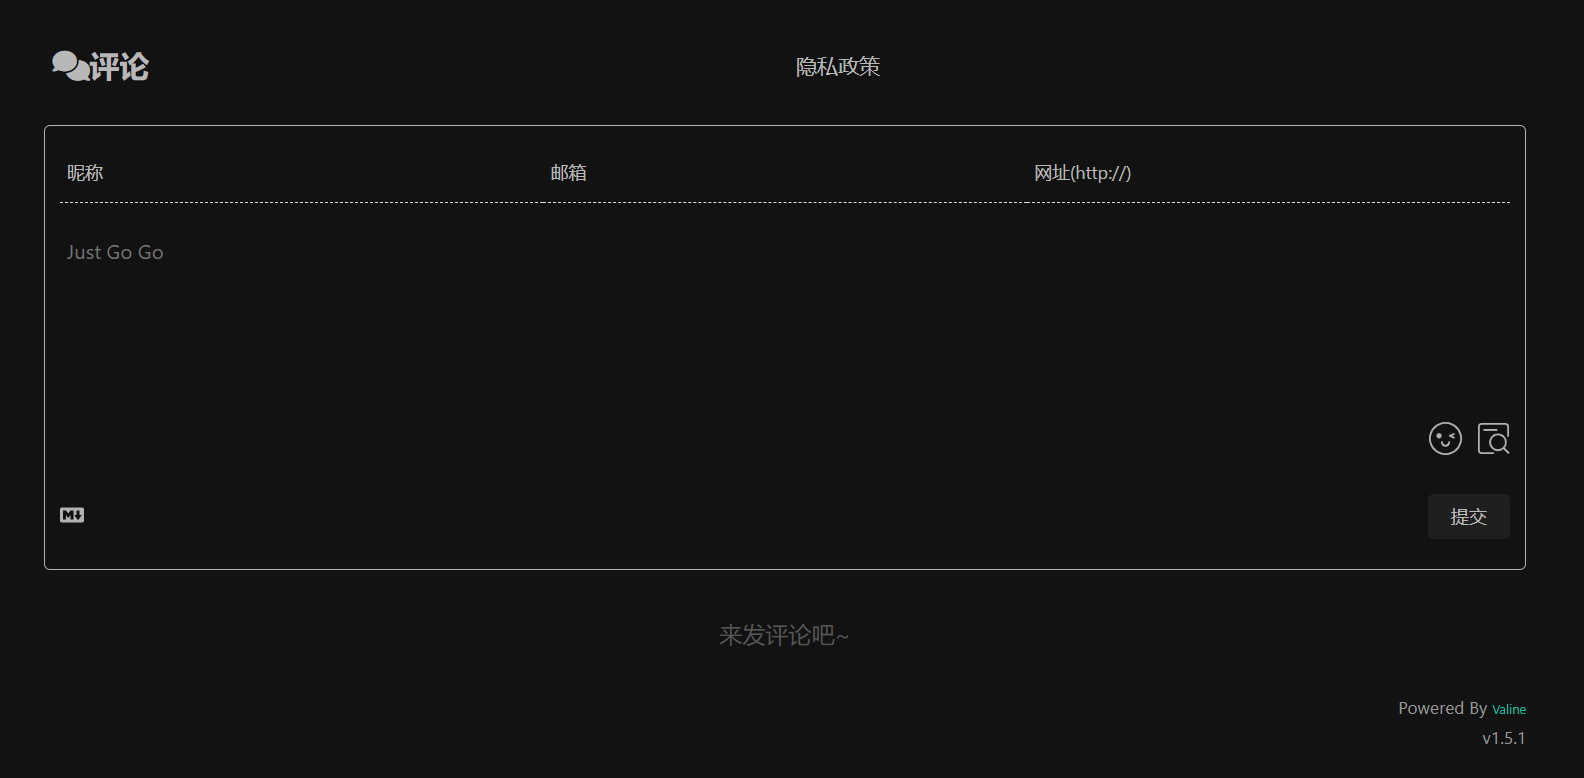 评论
隐私政策
昵称
邮箱
网址(http://)
Just Go Go
M
提交
来发评论吧~
Powered By Valine
v1.5.1